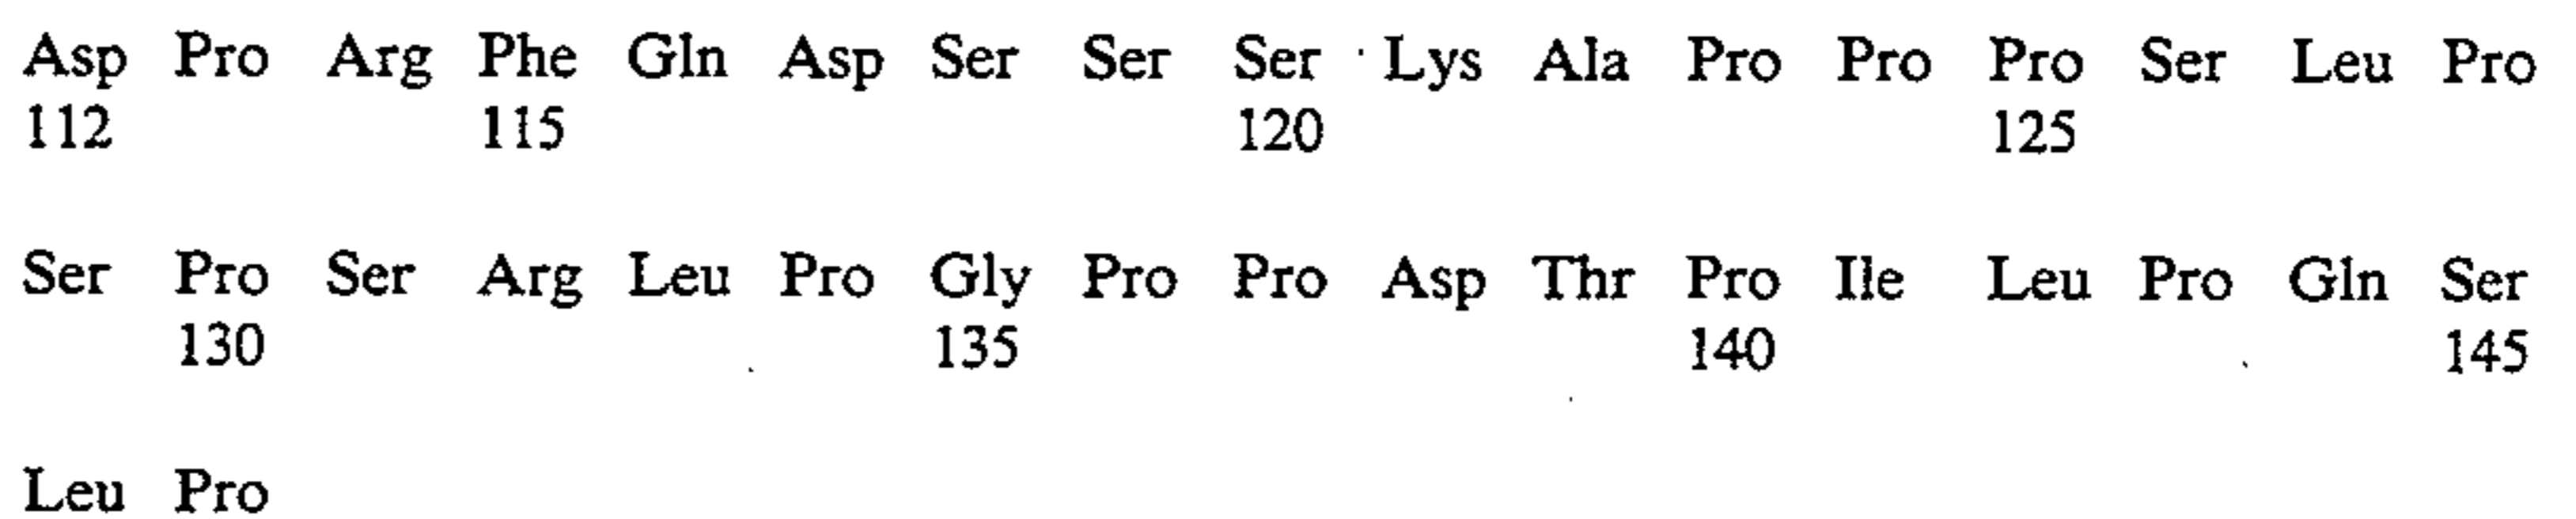 Asp Pro Arg Phe Gln Asp Ser Ser Ser Lys Ala Pro Pro Pro Ser Leu Pro
112 115 120 125
Ser Pro Ser Arg Leu Pro Gly Pro Pro Asp Thr Pro Ile Leu Pro Gln Ser
130 135 140 145
Leu Pro